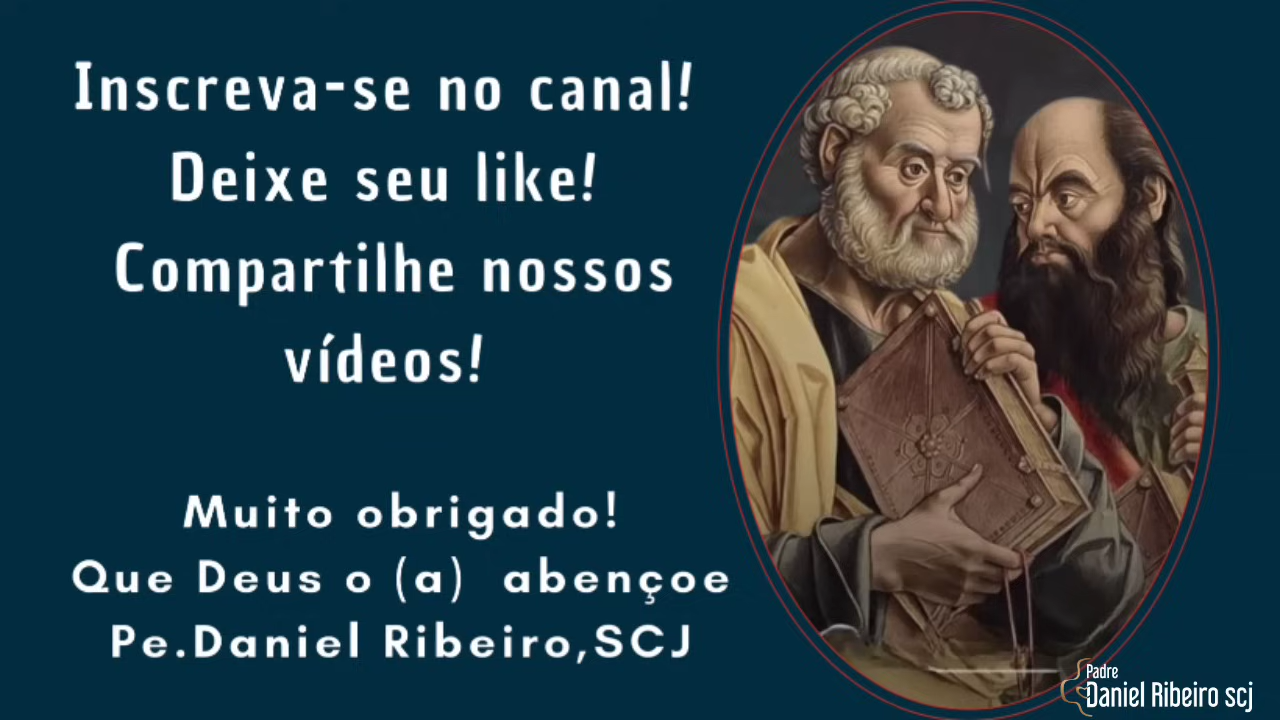 Inscreva-se no canal!
Deixe seu like!
Compartilhe nossos
vídeos!
Muito obrigado!
Que Deus o (a) abençoe
Pe.Daniel Ribeiro,SCJ
Padre
Daniel Ribeiro scj